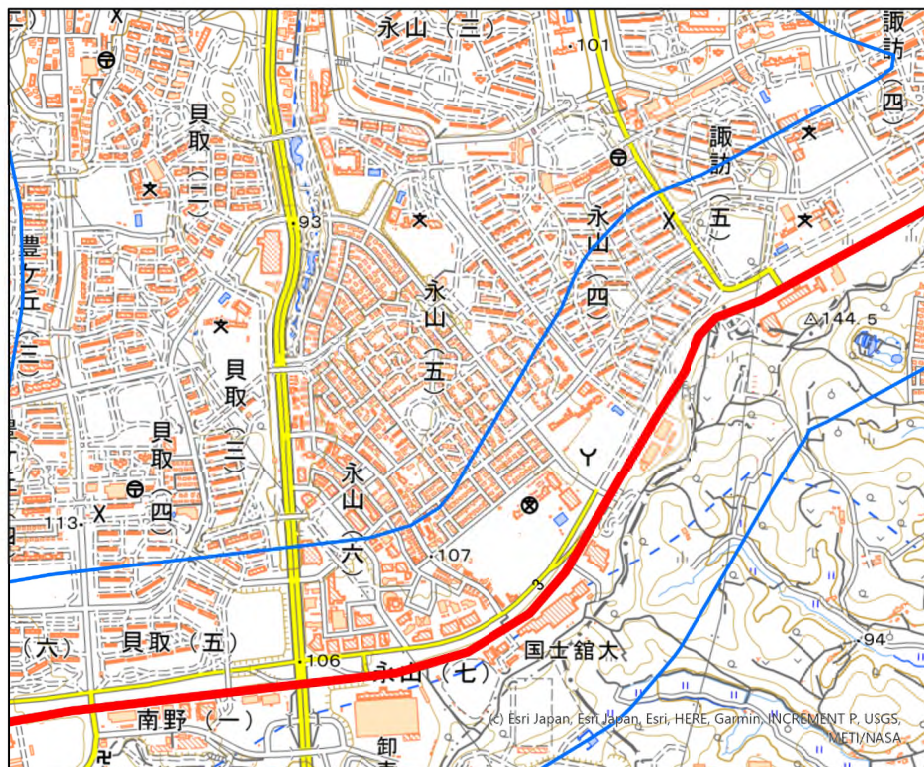 永山（三）
101
諏訪（四）
貝取（二）
100
諏訪（五）
93
永山（四）
豊ケ丘（三）
永山（五）
144.5
貝取（三）
貝取（四）
永山（六）
113
107
3
94
（六）
貝取（五）
106
永山（七）
国士舘大
南野（一）
卸
(c) Esri Japan, Esri Japan, Esri, HERE, Garmin, INCREMENT P, USGS,
METI/NASA